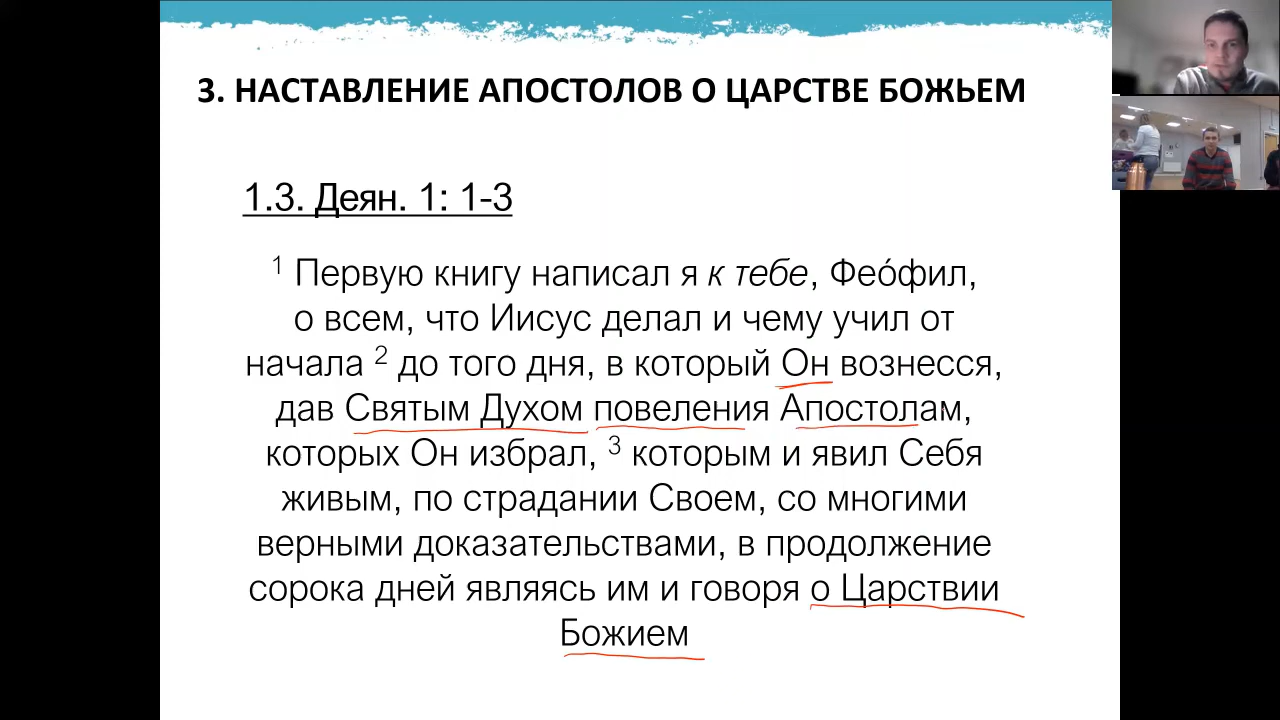 3. НАСТАВЛЕНИЕ АПОСТОЛОВ О ЦАРСТВЕ БОЖЬЕМ
1.3. Деян. 1: 1-3
1 Первую книгу написал я к тебе, Фео́фил,
о всем, что Иисус делал и чему учил от
начала 2 до того дня, в который Он вознесся,
дав Святым Духом повеления Апостолам,
которых Он избрал, 3 которым и явил Себя
живым, по страдании Своем, со многими
верными доказательствами, в продолжение
сорока дней являясь им и говоря о Царствии
Божием